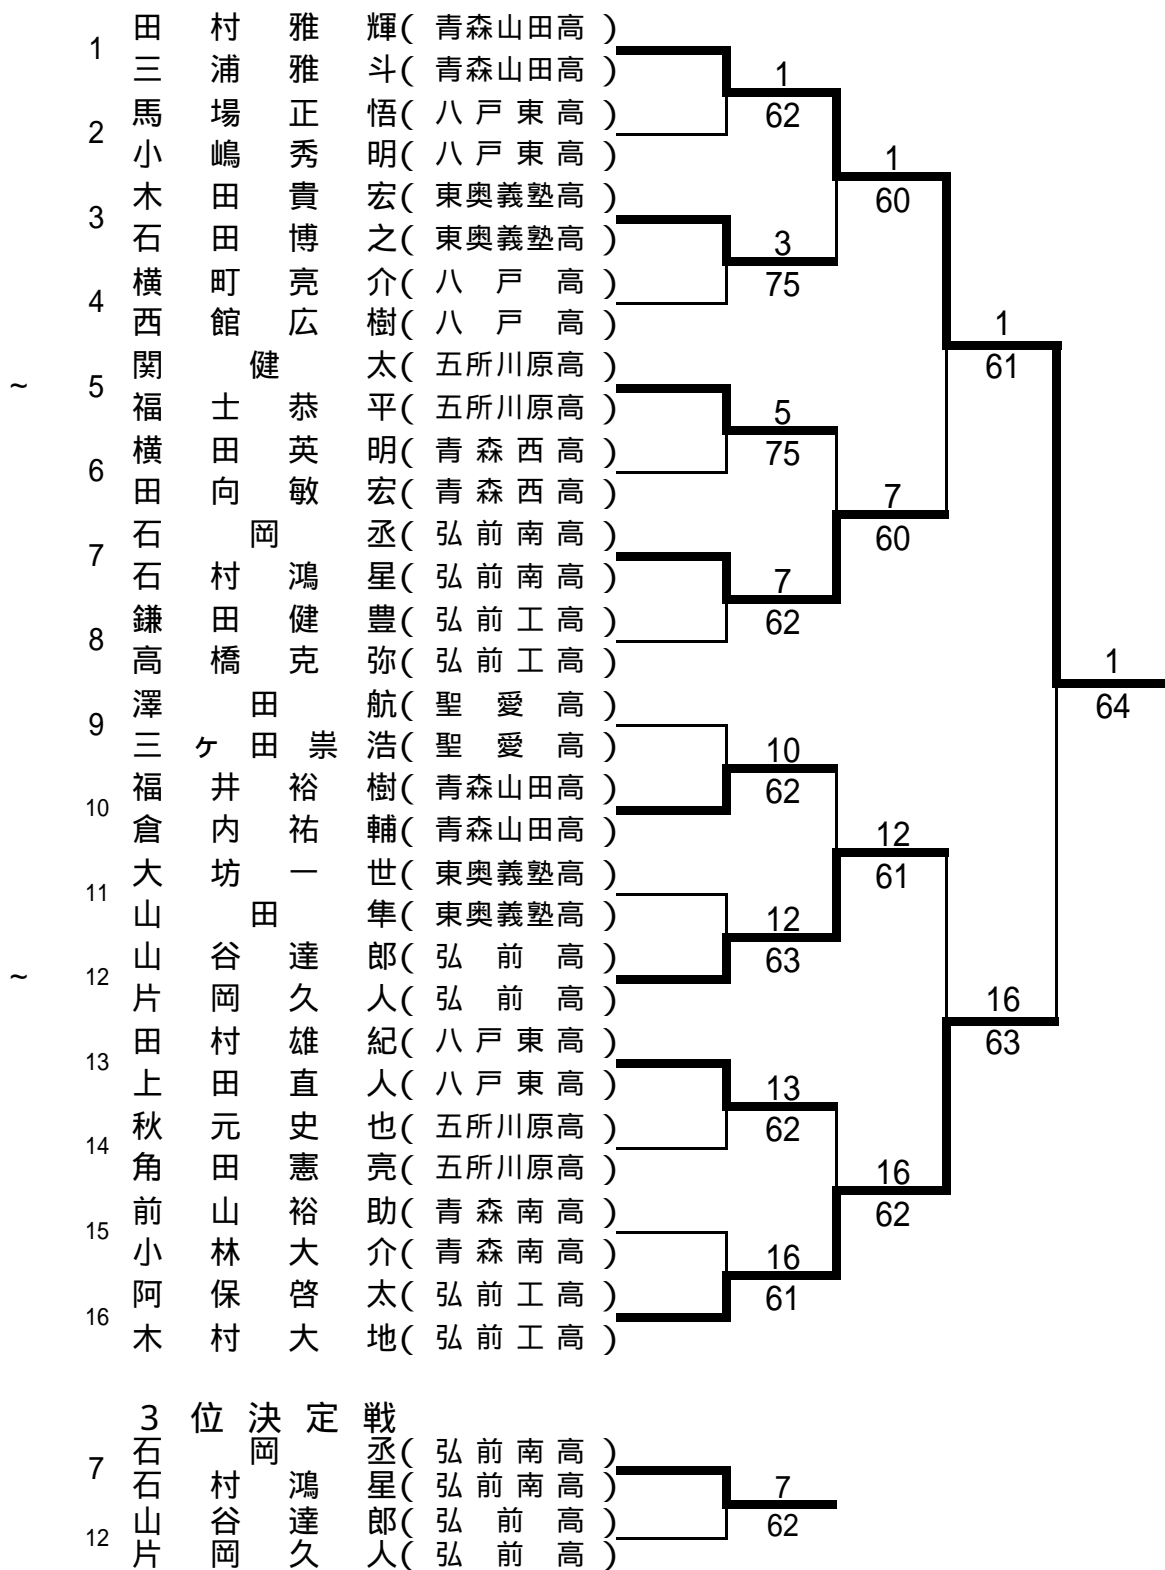 田村雅輝( 青森山田高 )
1
三浦雅斗( 青森山田高 )
1
馬場正悟( 八戸東高 )
62
2
小嶋秀明( 八戸東高 )
1
木田貴宏( 東奥義塾高 )
60
3
石田博之( 東奥義塾高 )
3
横町亮介( 八戸高 )
75
4
西館広樹( 八戸高 )
1
関健太( 五所川原高 )
61
~
5
福士恭平( 五所川原高 )
5
横田英明( 青森西高 )
75
6
田向敏宏( 青森西高 )
7
石岡丞( 弘前南高 )
60
7
石村鴻星( 弘前南高 )
7
鎌田健豊( 弘前工高 )
62
8
高橋克弥( 弘前工高 )
1
澤田航( 聖愛高 )
64
9
三ヶ田祟浩( 聖愛高 )
10
福井裕樹( 青森山田高 )
62
10
倉内祐輔( 青森山田高 )
12
大坊一世( 東奥義塾高 )
61
11
山田隼( 東奥義塾高 )
12
山谷達郎( 弘前高 )
63
~
12
片岡久人( 弘前高 )
16
田村雄紀( 八戸東高 )
63
13
上田直人( 八戸東高 )
13
秋元史也( 五所川原高 )
62
14
角田憲亮( 五所川原高 )
16
前山裕助( 青森南高 )
62
15
小林大介( 青森南高 )
16
阿保啓太( 弘前工高 )
61
16
木村大地( 弘前工高 )
3位決定戦
石岡丞( 弘前南高 )
7
石村鴻星( 弘前南高 )
7
山谷達郎( 弘前高 )
62
12
片岡久人( 弘前高 )